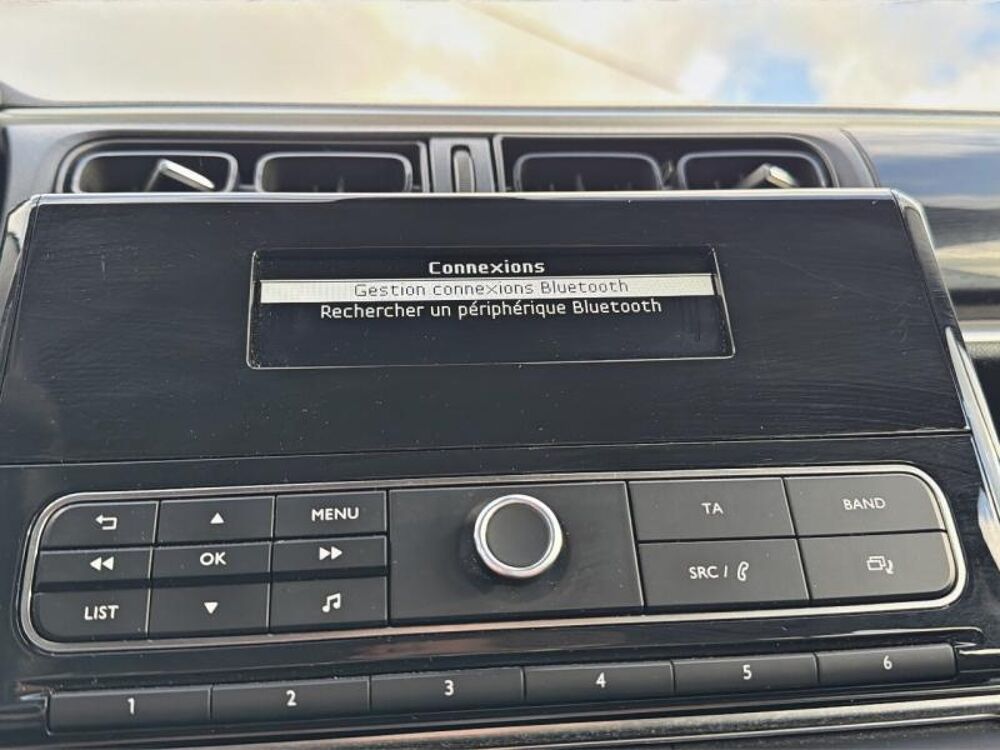 Connexions
Gestion connexions Bluetooth
Rechercher un périphérique Bluetooth
MENU
TA
BAND
OK
SRC /
LIST
1 2 3 4 5 6